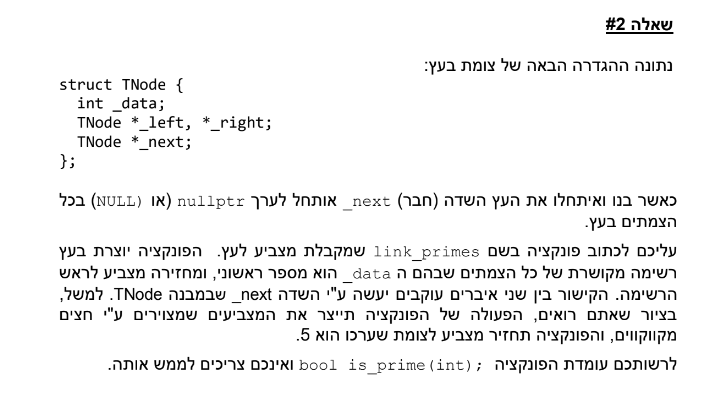 שאלה 2#
נתונה ההגדרה הבאה של צומת בעץ:
struct TNode {
int _data;
TNode *_left, *_right;
TNode *_next;
};
כאשר בנו ואיתחלו את העץ השדה (חבר) _next אותחל לערך nullptr (או NULL) בכל
הצמתים בעץ.
עליכם לכתוב פונקציה בשם link_primes שמקבלת מצביע לעץ. הפונקציה יוצרת בעץ
רשימה מקושרת של כל הצמתים שבהם ה _data הוא מספר ראשוני, ומחזירה מצביע לראש
הרשימה. הקישור בין שני איברים עוקבים יעשה ע"י השדה _next שבמבנה TNode. למשל,
בציור שאתם רואים, הפעולה של הפונקציה תייצר את המצביעים שמצוירים ע"י חצים
מקווקווים, והפונקציה תחזיר מצביע לצומת שערכו הוא 5.
לרשותכם עומדת הפונקציה bool is_prime(int); ואינכם צריכים לממש אותה.